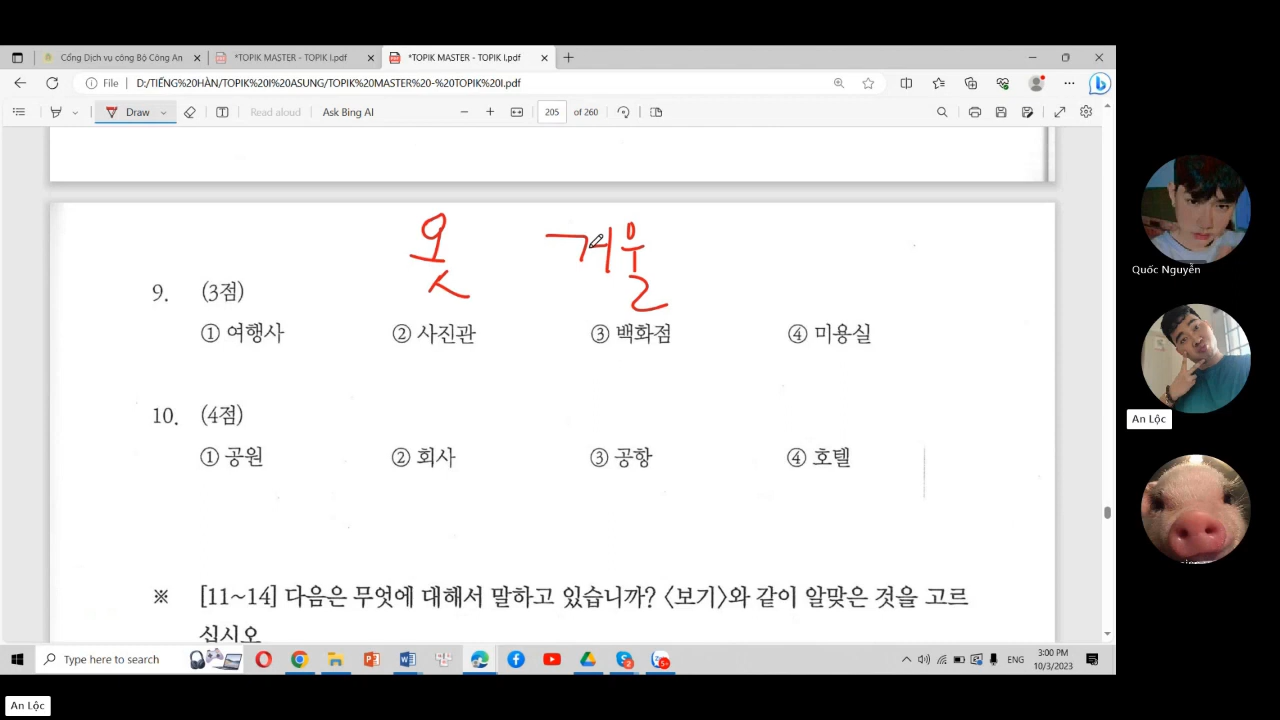 Cổng Dịch vụ công Bộ Công An
*TOPIK MASTER - TOPIK I.pdf
*TOPIK MASTER - TOPIK I.pdf
File D:/TIẾNG%20HÀN/TOPIK%20I%20ASUNG/TOPIK%20MASTER%20-%20TOPIK%20I.pdf
Draw Read aloud Ask Bing AI 205 of 260
옷 거울
9. (3점)
① 여행사 ② 사진관 ③ 백화점 ④ 미용실
10. (4점)
① 공원 ② 회사 ③ 공항 ④ 호텔
※ [11~14] 다음은 무엇에 대해서 말하고 있습니까? 〈보기〉와 같이 알맞은 것을 고르
십시오
Quốc Nguyễn
An Lộc
Type here to search
ENG 3:00 PM
10/3/2023
An Lộc